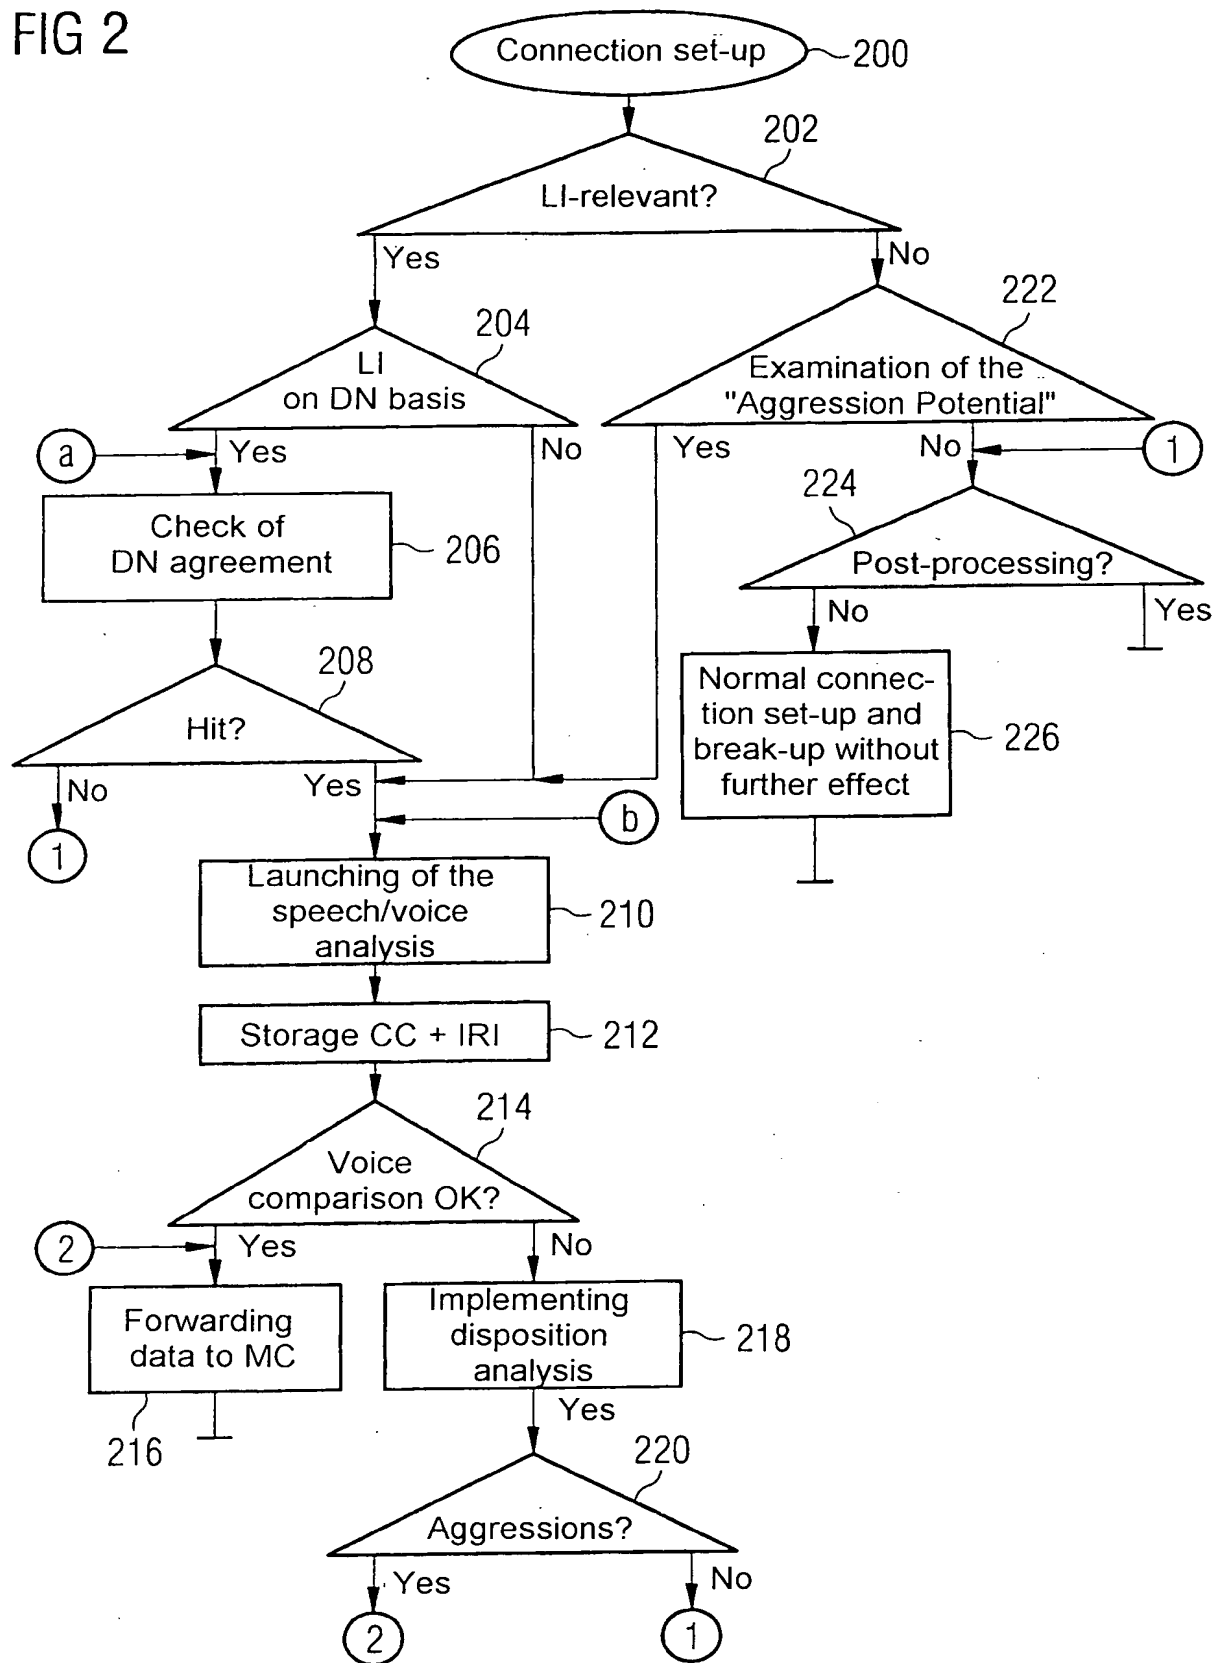 FIG 2
Connection set-up
200
202
LI-relevant?
Yes
No
204
LI
on DN basis
222
Examination of the
"Aggression Potential"
a
Yes
No
Yes
No
1
Check of
DN agreement
206
224
Post-processing?
No
Yes
208
Hit?
No
Yes
1
Normal connec-
tion set-up and
break-up without
further effect
226
b
Launching of the
speech/voice
analysis
210
Storage CC + IRI
212
214
Voice
comparison OK?
2
Yes
No
Forwarding
data to MC
216
Implementing
disposition
analysis
218
Yes
220
Aggressions?
Yes
No
2
1